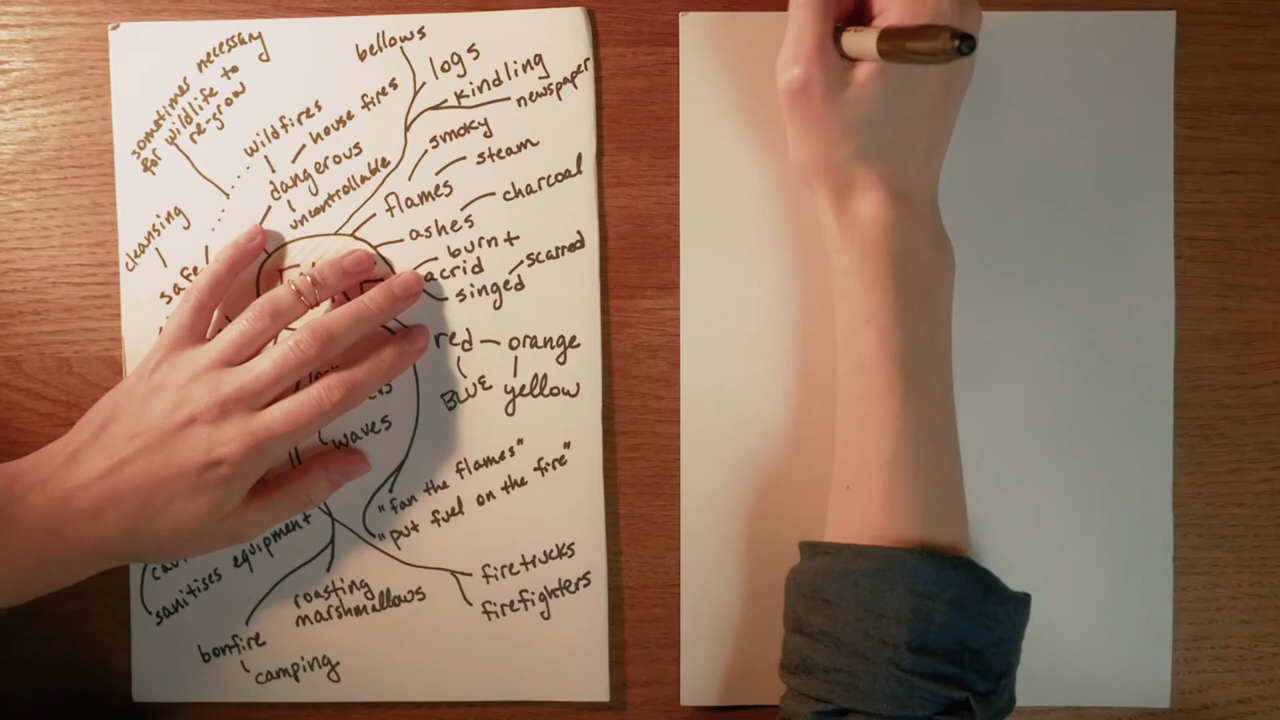 sometimes necessary
for wildlife to
re-grow
bellows
logs
kindling
newspaper
wildfires
house fires
dangerous
uncontrollable
smoky
steam
flames
charcoal
ashes
cleansing
safe
burnt
acrid
scarred
singed
red – orange
BLUE
yellow
waves
"fan the flames"
"put fuel on the fire"
sanitises equipment
firetrucks
firefighters
roasting
marshmallows
bonfire
camping